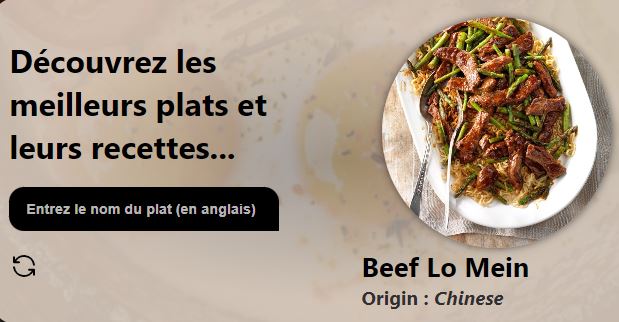 Découvrez les
meilleurs plats et
leurs recettes...
Entrez le nom du plat (en anglais)
Beef Lo Mein
Origin : Chinese